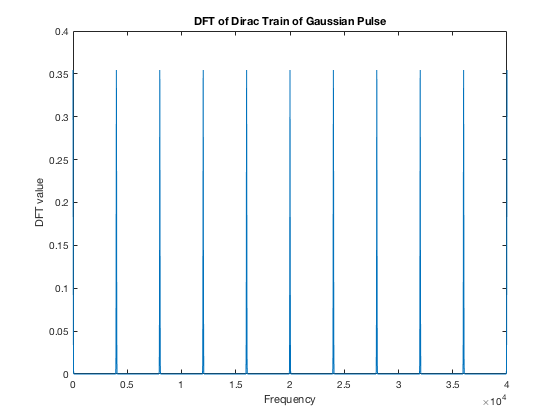 DFT of Dirac Train of Gaussian Pulse
0.4
0.35
0.3
0.25
0.2
0.15
0.1
0.05
0
DFT value
0 0.5 1 1.5 2 2.5 3 3.5 4
Frequency
×10^4